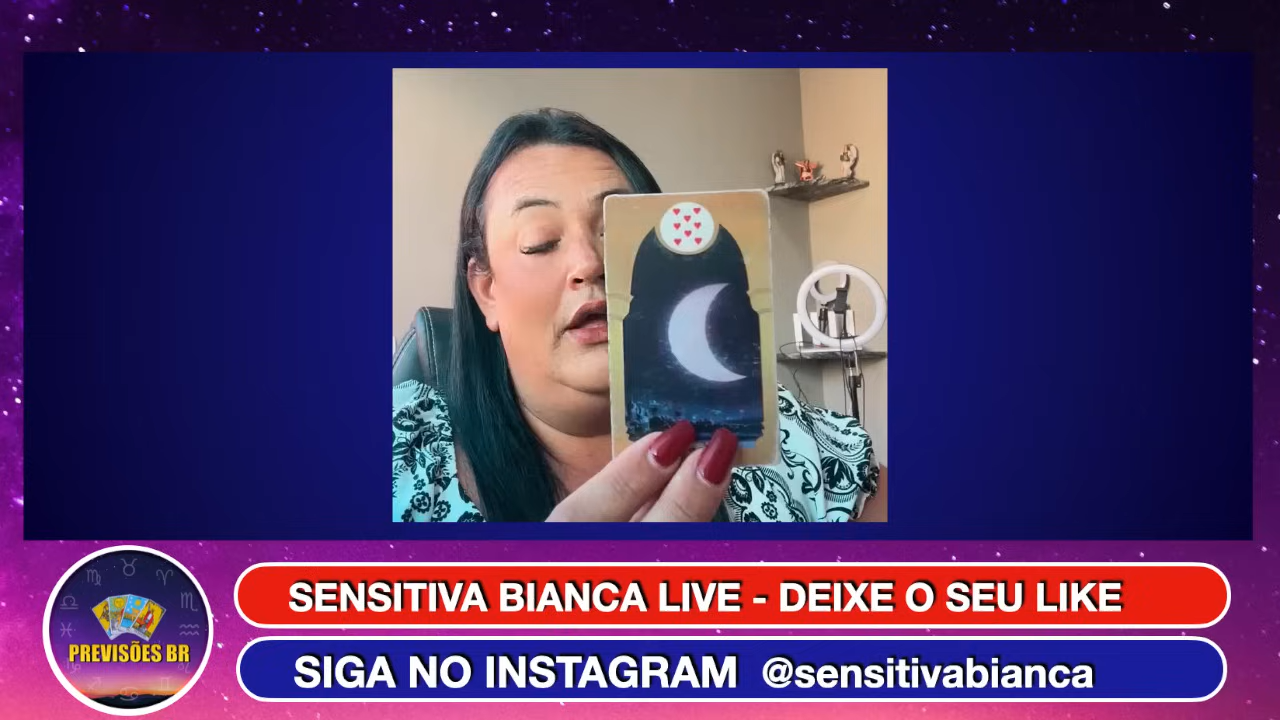 SENSITIVA BIANCA LIVE - DEIXE O SEU LIKE
PREVISÕES BR
SIGA NO INSTAGRAM @sensitivabianca